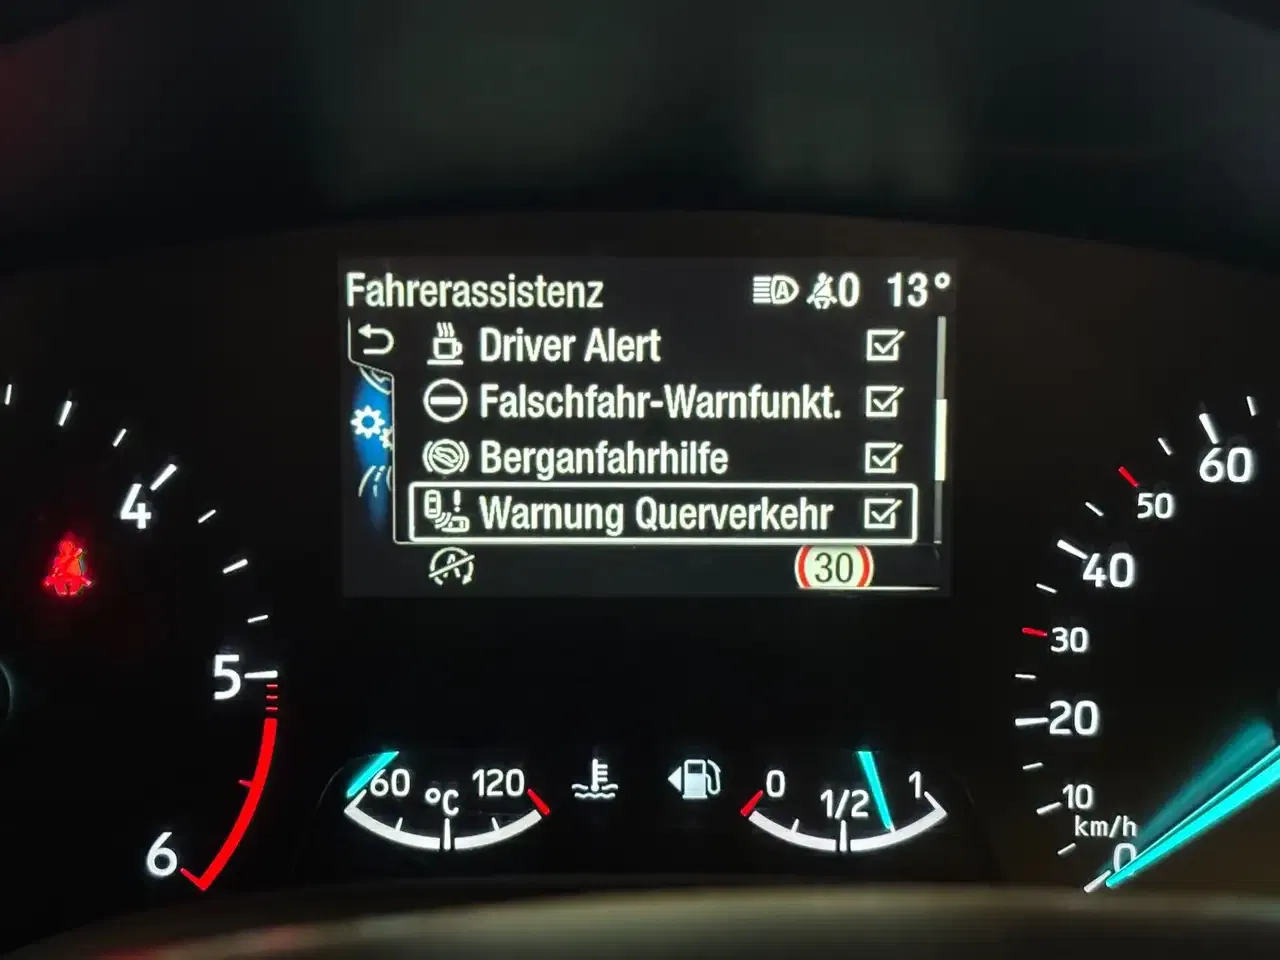 Fahrerassistenz A 0 13°
Driver Alert
Falschfahr-Warnfunkt.
Berganfahrhilfe
Warnung Querverkehr
A 30
4
5
6
60 °C 120
0 1/2 1
60
50
40
30
20
10
km/h
0